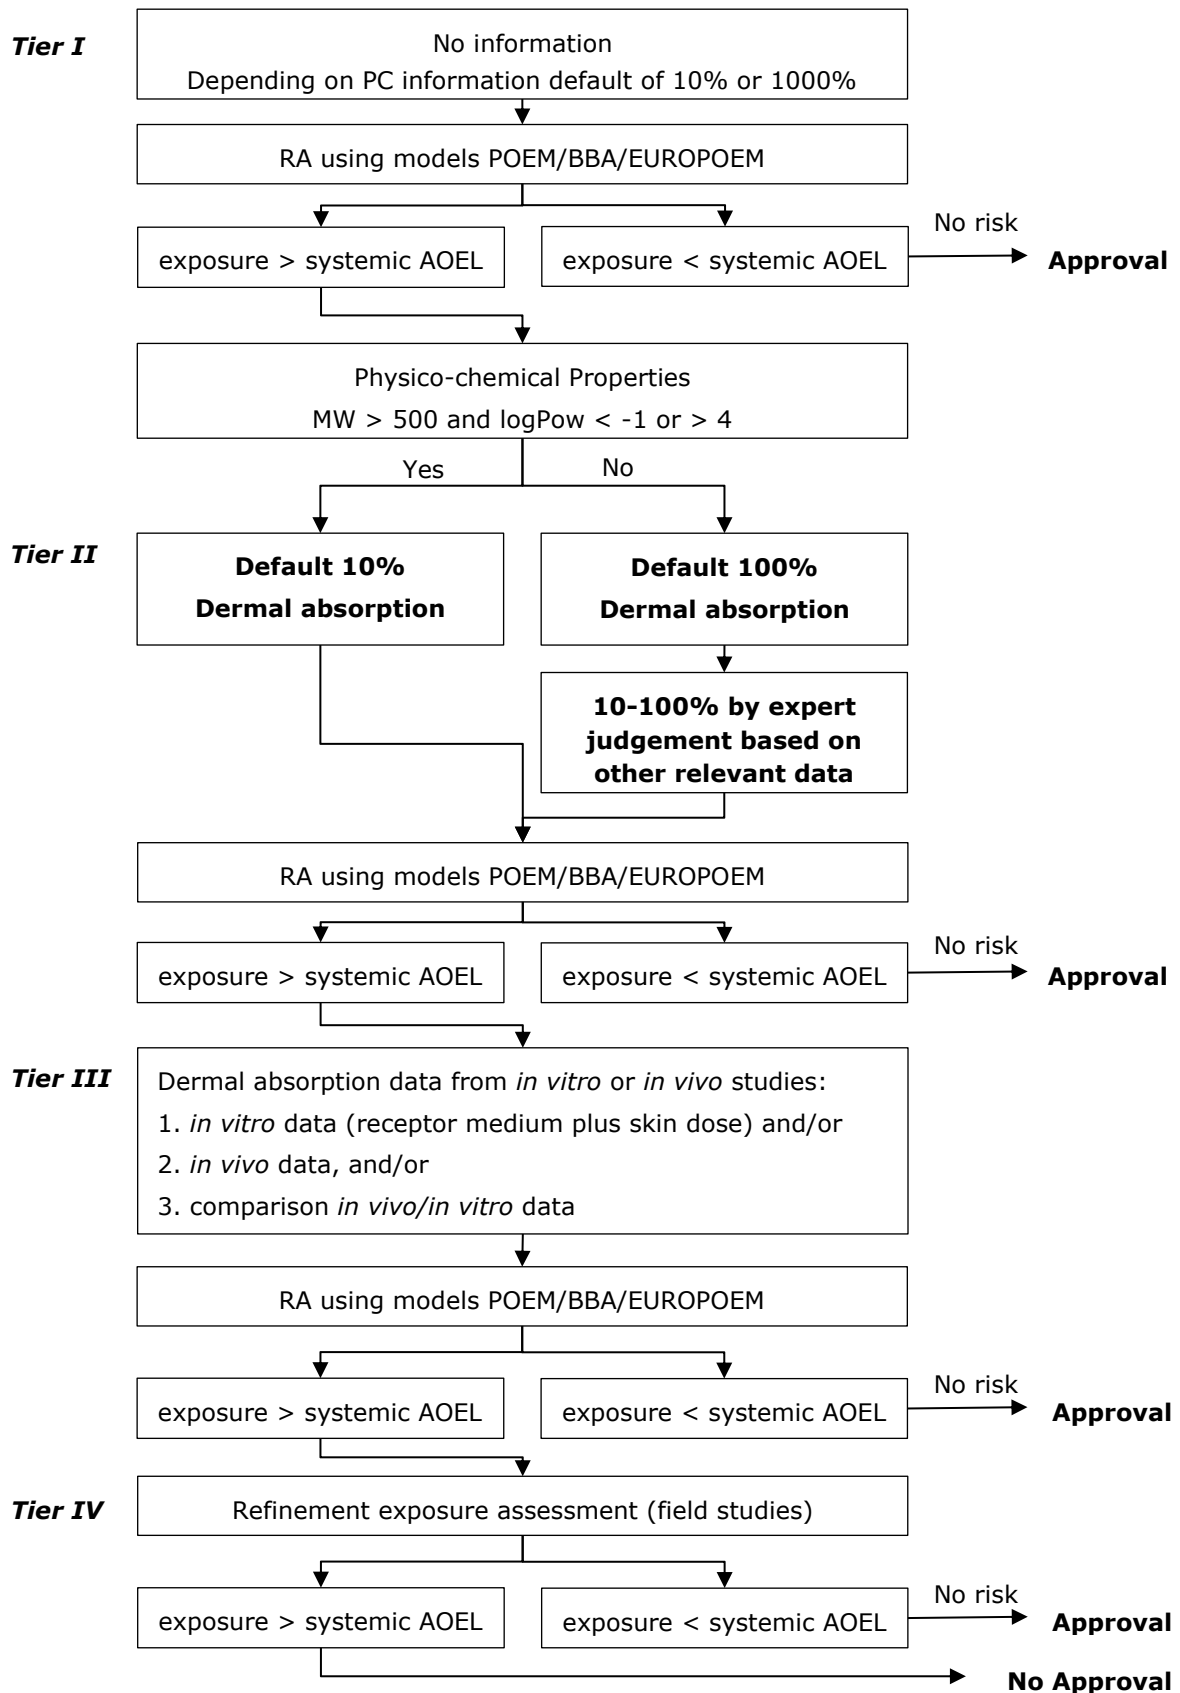 Tier I
No information
Depending on PC information default of 10% or 1000%
RA using models POEM/BBA/EUROPOEM
exposure > systemic AOEL
exposure < systemic AOEL
No risk
Approval
Physico-chemical Properties
MW > 500 and logPow < -1 or > 4
Yes
No
Tier II
Default 10%
Dermal absorption
Default 100%
Dermal absorption
10-100% by expert
judgement based on
other relevant data
RA using models POEM/BBA/EUROPOEM
exposure > systemic AOEL
exposure < systemic AOEL
No risk
Approval
Tier III
Dermal absorption data from in vitro or in vivo studies:
1. in vitro data (receptor medium plus skin dose) and/or
2. in vivo data, and/or
3. comparison in vivo/in vitro data
RA using models POEM/BBA/EUROPOEM
exposure > systemic AOEL
exposure < systemic AOEL
No risk
Approval
Tier IV
Refinement exposure assessment (field studies)
exposure > systemic AOEL
exposure < systemic AOEL
No risk
Approval
No Approval